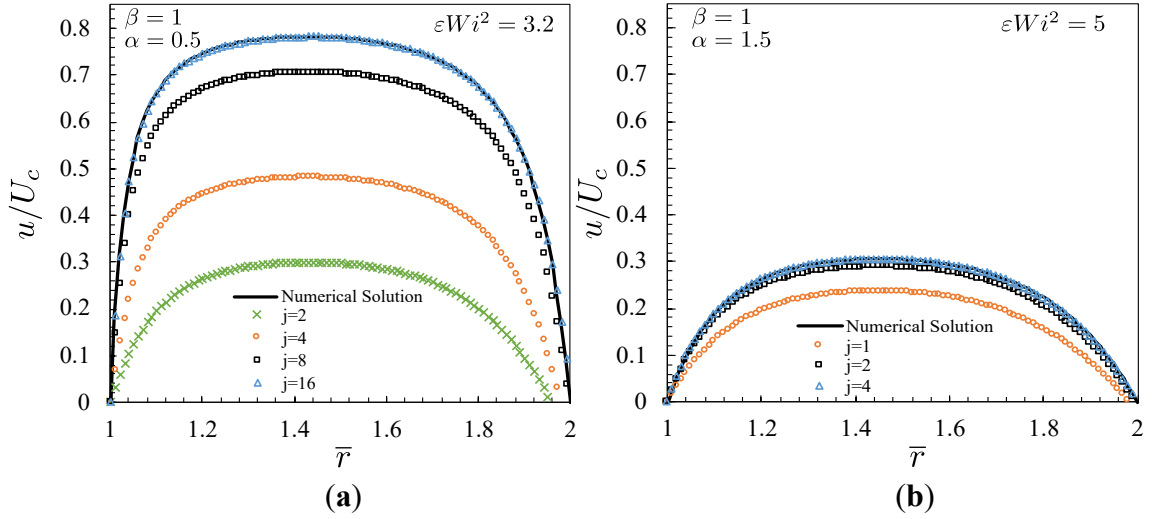 β = 1
α = 0.5
εWi² = 3.2
0.8
0.7
0.6
0.5
0.4
0.3
0.2
0.1
0
u/U_c
Numerical Solution
j=2
j=4
j=8
j=16
1 1.2 1.4 1.6 1.8 2
r̅
(a)
β = 1
α = 1.5
εWi² = 5
0.8
0.7
0.6
0.5
0.4
0.3
0.2
0.1
0
u/U_c
Numerical Solution
j=1
j=2
j=4
1 1.2 1.4 1.6 1.8 2
r̅
(b)